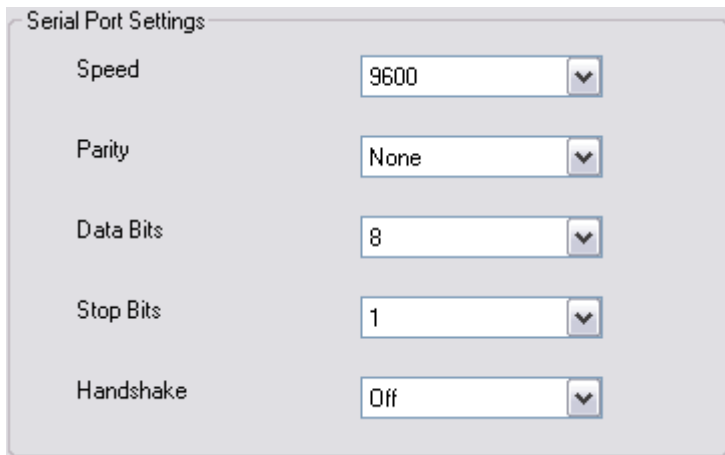 Serial Port Settings
Speed 9600
Parity None
Data Bits 8
Stop Bits 1
Handshake Off